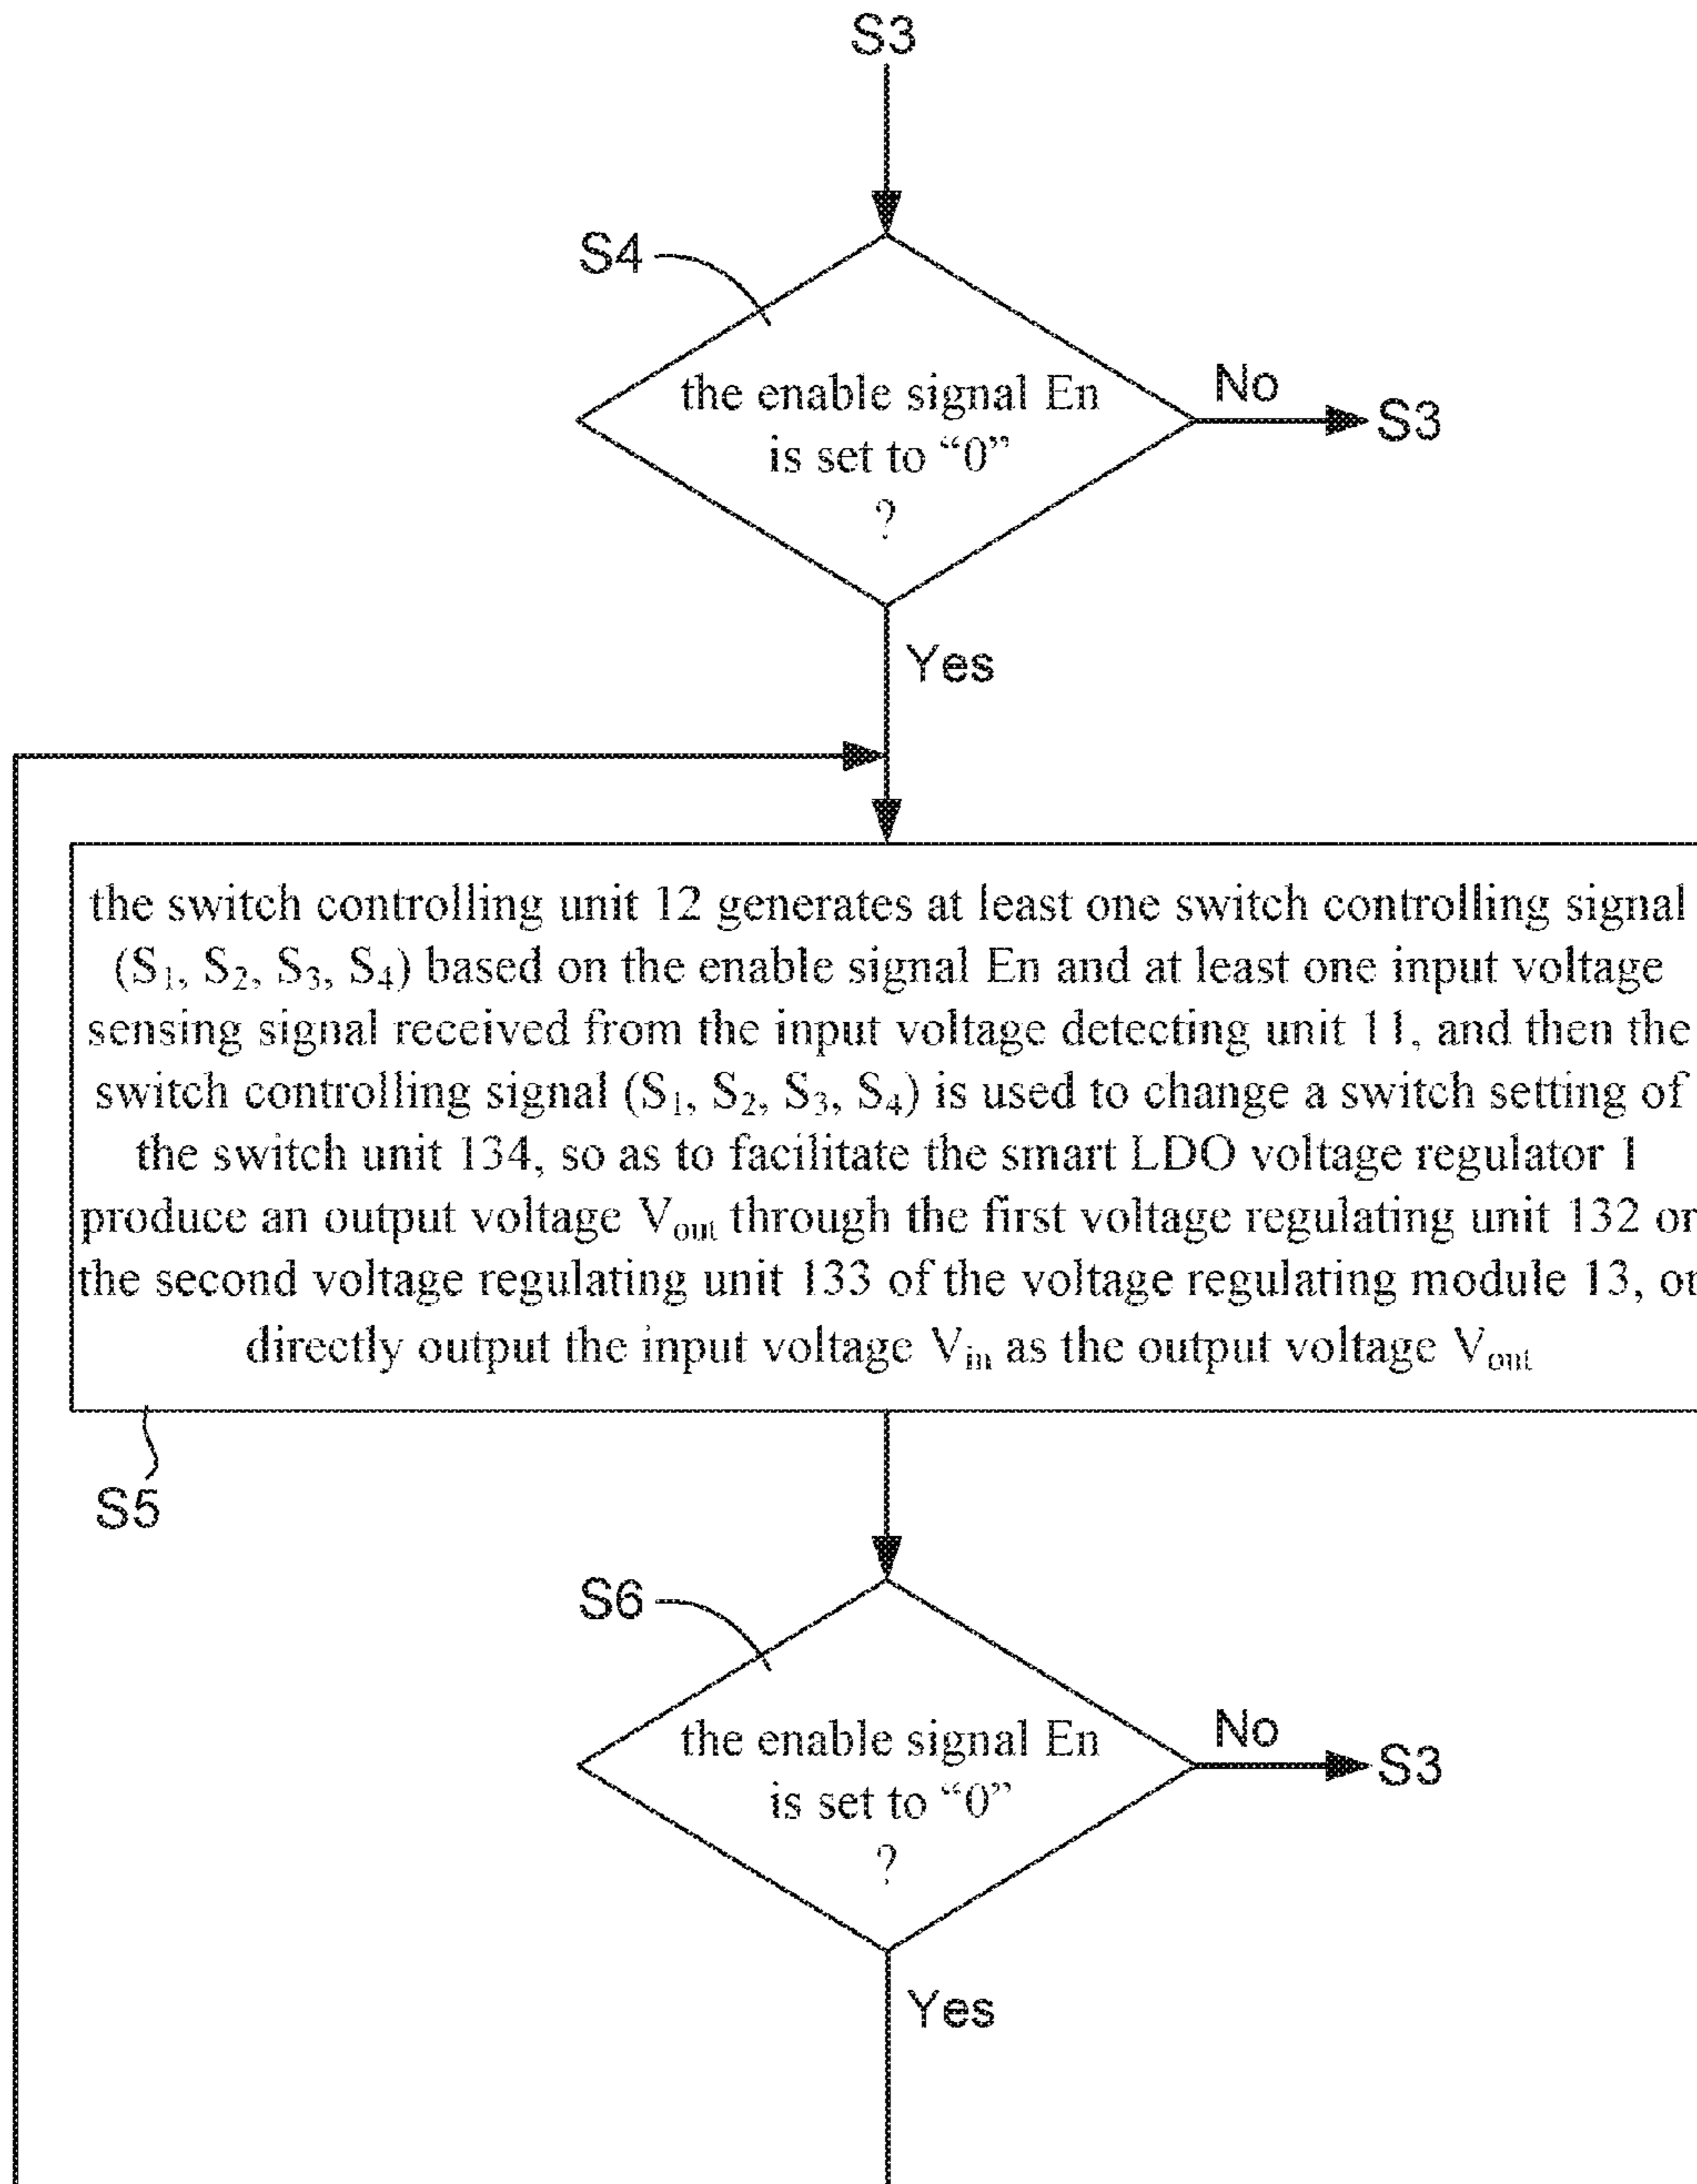 S3
S4
the enable signal En
is set to “0”
?
No
S3
Yes
the switch controlling unit 12 generates at least one switch controlling signal
(S₁, S₂, S₃, S₄) based on the enable signal En and at least one input voltage
sensing signal received from the input voltage detecting unit 11, and then the
switch controlling signal (S₁, S₂, S₃, S₄) is used to change a switch setting of
the switch unit 134, so as to facilitate the smart LDO voltage regulator 1
produce an output voltage Vout through the first voltage regulating unit 132 or
the second voltage regulating unit 133 of the voltage regulating module 13, or
directly output the input voltage Vin as the output voltage Vout
S5
S6
the enable signal En
is set to “0”
?
No
S3
Yes